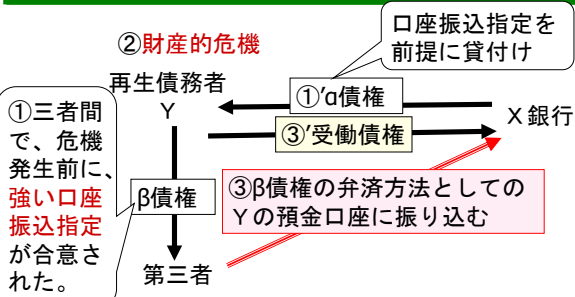 口座振込指定を
前提に貸付け
②財産的危機
再生債務者
Y
①'α債権
X銀行
③'受働債権
①三者間
で、危機
発生前に、
強い口座
振込指定
が合意さ
れた。
β債権
③β債権の弁済方法としての
Yの預金口座に振り込む
第三者